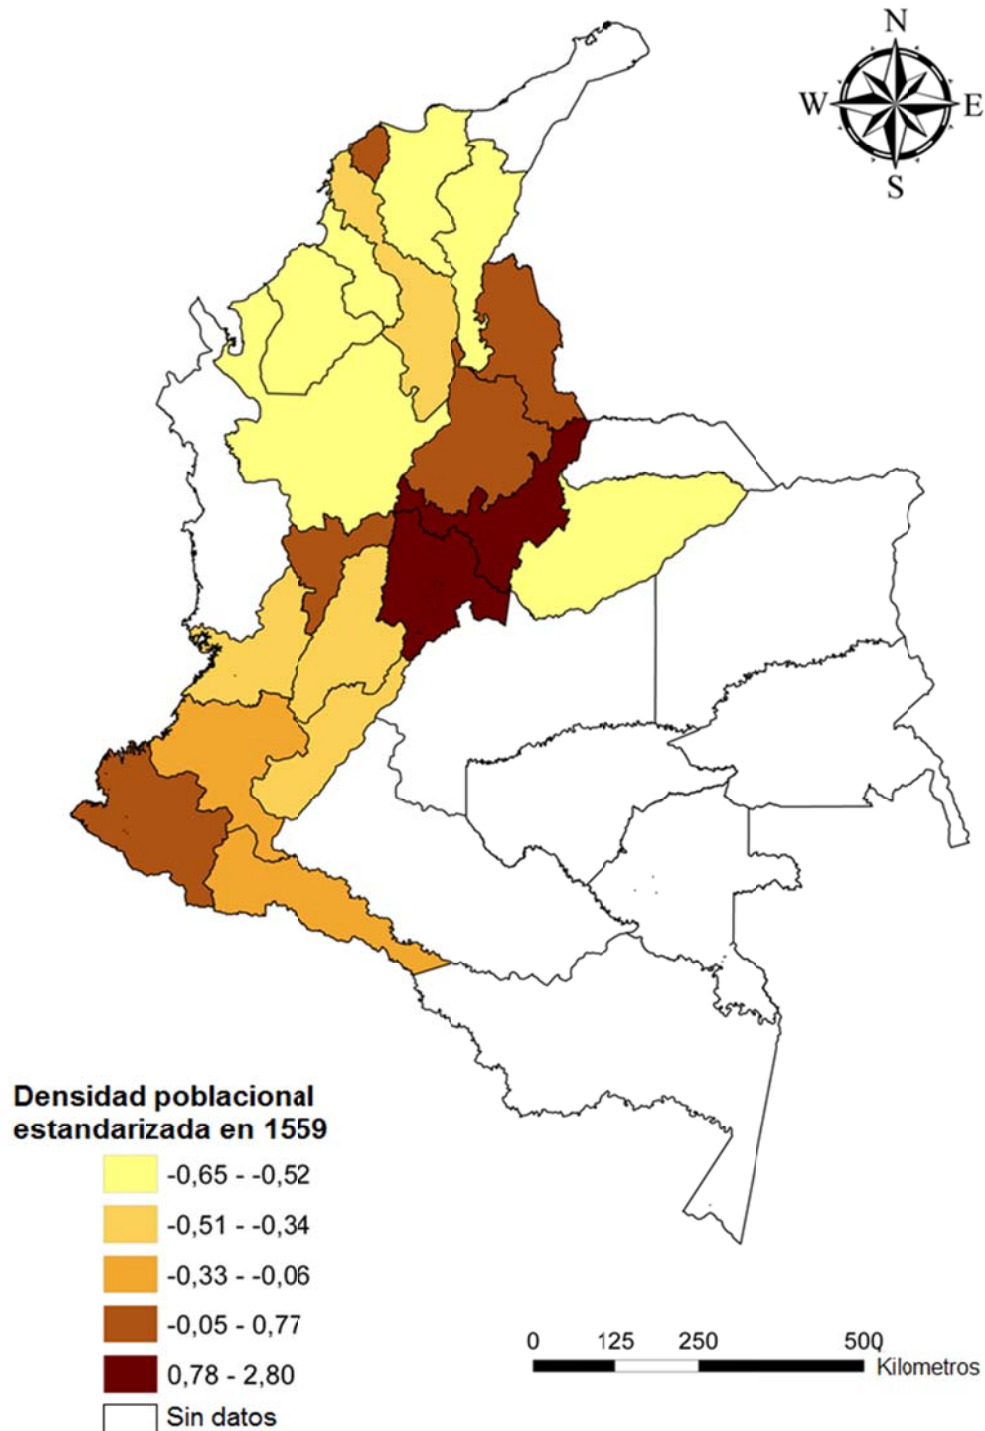 N
W E
S
Densidad poblacional
estandarizada en 1559
-0,65 - -0,52
-0,51 - -0,34
-0,33 - -0,06
-0,05 - 0,77
0,78 - 2,80
Sin datos
0 125 250 500
Kilometros